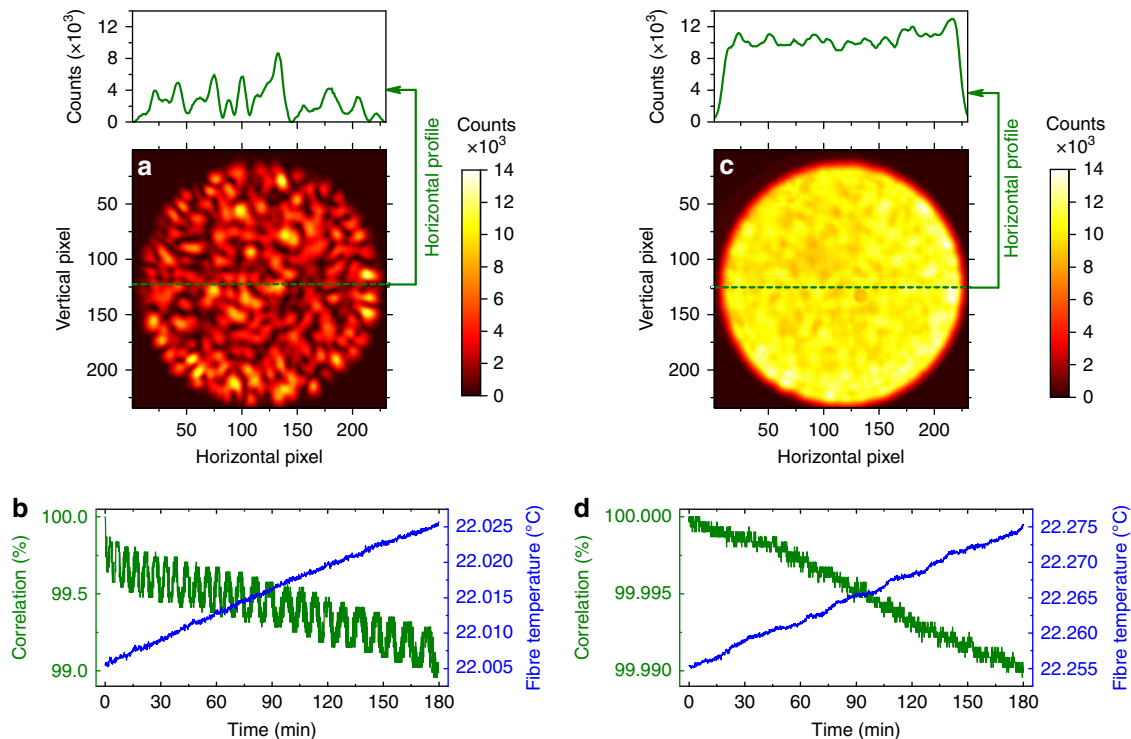 12
8
4
0
Counts (×10³)
Horizontal profile
Counts
×10³
a
50
100
150
200
Vertical pixel
50 100 150 200
Horizontal pixel
14
12
10
8
6
4
2
0
12
8
4
0
Counts (×10³)
Horizontal profile
Counts
×10³
c
50
100
150
200
Vertical pixel
50 100 150 200
Horizontal pixel
14
12
10
8
6
4
2
0
b
100.0
99.5
99.0
Correlation (%)
22.025
22.020
22.015
22.010
22.005
Fibre temperature (°C)
0 30 60 90 120 150 180
Time (min)
d
100.000
99.995
99.990
Correlation (%)
22.275
22.270
22.265
22.260
22.255
Fibre temperature (°C)
0 30 60 90 120 150 180
Time (min)